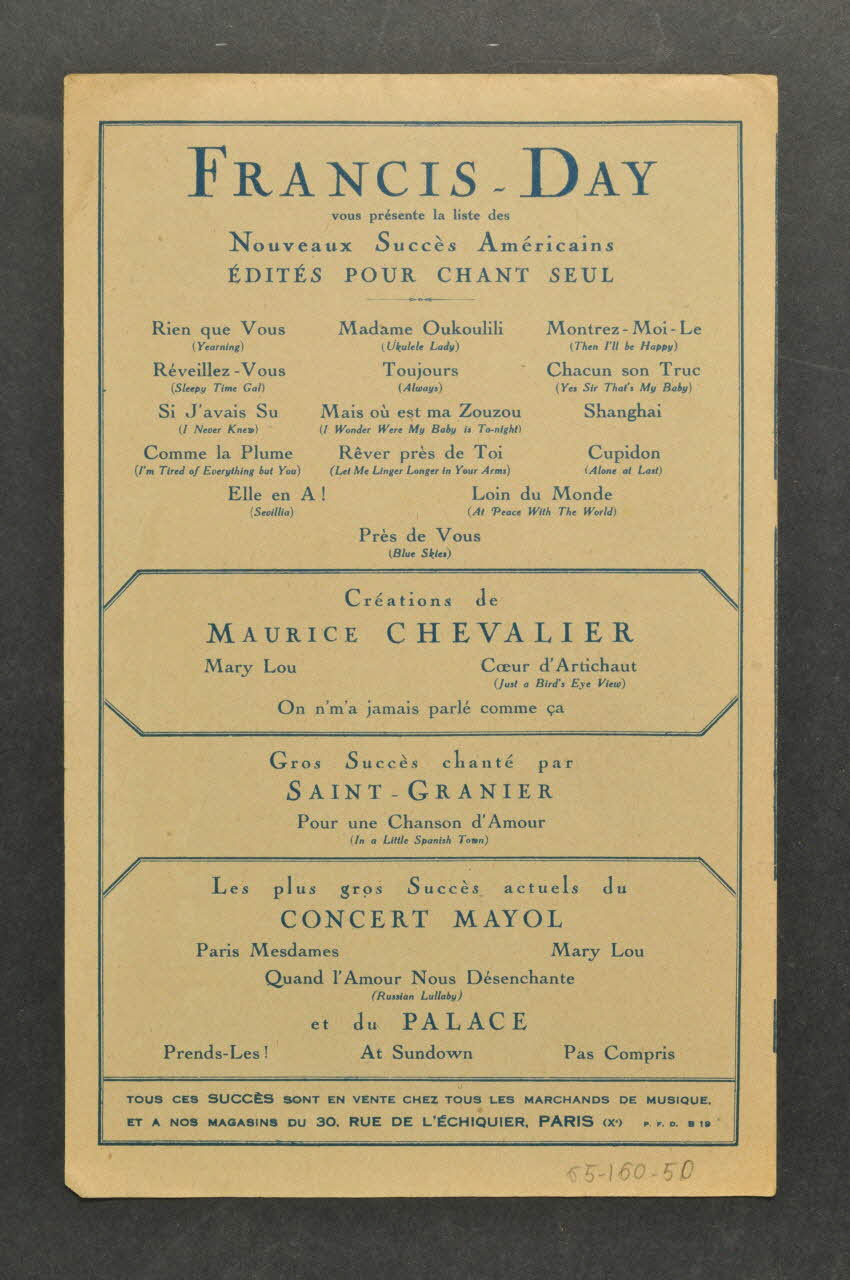 FRANCIS-DAY
vous présente la liste des
Nouveaux Succès Américains
ÉDITÉS POUR CHANT SEUL
Rien que Vous Madame Oukoulili Montrez-Moi-Le
(Yearning) (Ukulele Lady) (Then I'll be Happy)
Réveillez-Vous Toujours Chacun son Truc
(Sleepy Time Gal) (Always) (Yes Sir That's My Baby)
Si J'avais Su Mais où est ma Zouzou Shanghai
(I Never Knew) (I Wonder Were My Baby is To-night)
Comme la Plume Rêver près de Toi Cupidon
(I'm Tired of Everything but You) (Let Me Linger Longer in Your Arms) (Alone at Last)
Elle en A ! Loin du Monde
(Sevillia) (At Peace With The World)
Près de Vous
(Blue Skies)
Créations de
MAURICE CHEVALIER
Mary Lou Cœur d'Artichaut
(Just a Bird's Eye View)
On n'm'a jamais parlé comme ça
Gros Succès chanté par
SAINT-GRANIER
Pour une Chanson d'Amour
(In a Little Spanish Town)
Les plus gros Succès actuels du
CONCERT MAYOL
Paris Mesdames Mary Lou
Quand l'Amour Nous Désenchante
(Russian Lullaby)
et du PALACE
Prends-Les ! At Sundown Pas Compris
TOUS CES SUCCÈS SONT EN VENTE CHEZ TOUS LES MARCHANDS DE MUSIQUE,
ET A NOS MAGASINS DU 30, RUE DE L'ÉCHIQUIER, PARIS (Xe) P. F. D. B 19
65-160-50